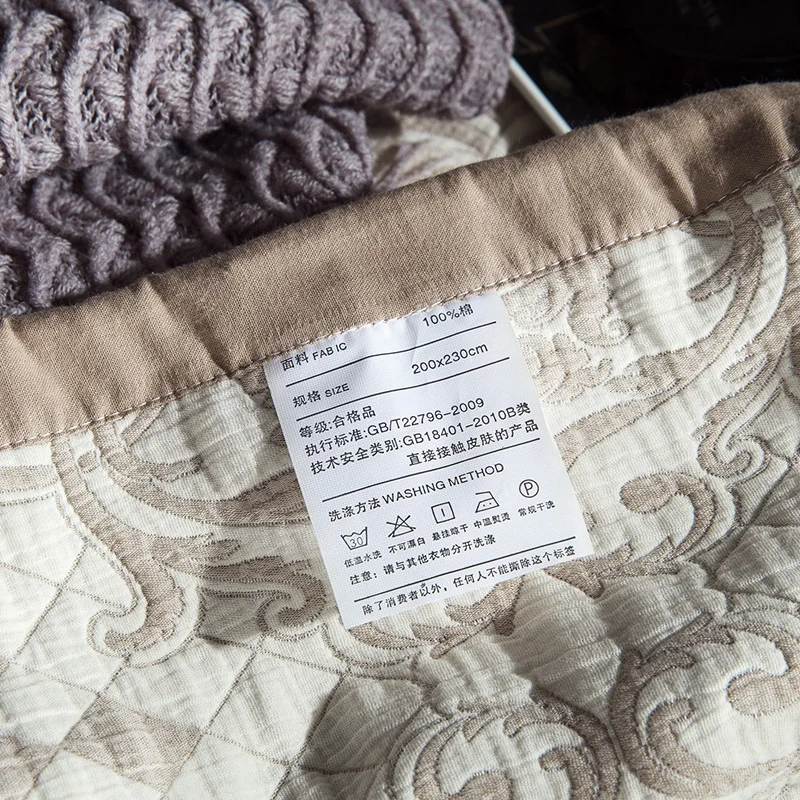 面料 FAB IC 100%棉
规格 SIZE 200x230cm
等级:合格品
执行标准:GB/T22796-2009
技术安全类别:GB18401-2010B类
直接接触皮肤的产品
洗涤方法 WASHING METHOD
30 P
低温水洗 不可漂白 悬挂晾干 中温熨烫 常规干洗
注意: 请与其他衣物分开洗涤
除了消费者以外, 任何人不能撕除这个标签